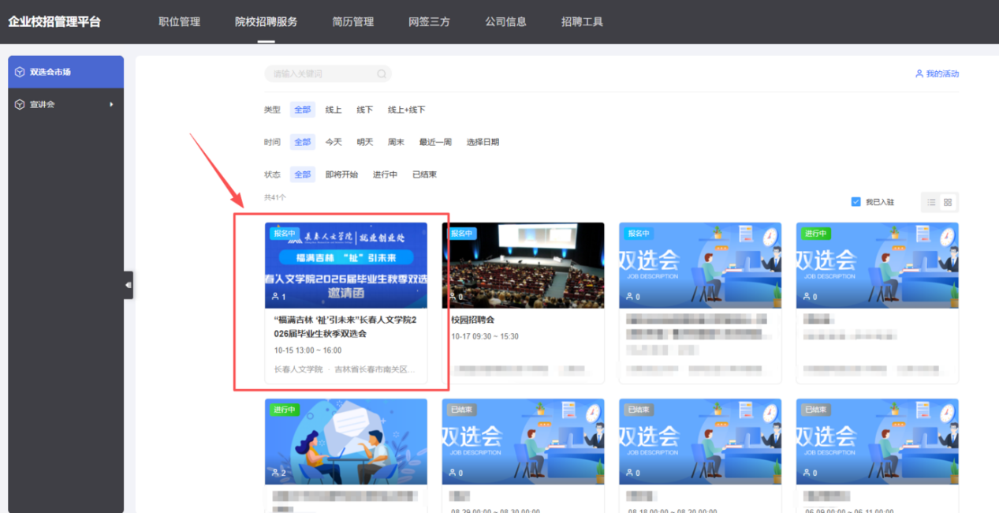 企业校招管理平台
职位管理
院校招聘服务
简历管理
网签三方
公司信息
招聘工具
双选会市场
宣讲会
请输入关键词
我的活动
类型 全部 线上 线下 线上+线下
时间 全部 今天 明天 周末 最近一周 选择日期
状态 全部 即将开始 进行中 已结束
共41个
我已入驻
报名中
长春人文学院 就业创业处
福满吉林 “祉”引未来
春人文学院2026届毕业生秋季双选
邀请函
1
“福满吉林 ‘祉’引未来”长春人文学院2
026届毕业生秋季双选会
10-15 13:00 ~ 16:00
长春人文学院 · 吉林省长春市南关区...
报名中
0
校园招聘会
10-17 09:30 ~ 15:30
报名中
双选会
JOB DESCRIPTION
0
进行中
双选会
JOB DESCRIPTION
0
进行中
2
已结束
双选会
JOB DESCRIPTION
0
08-29 00:00 ~ 08-30 00:00
已结束
双选会
JOB DESCRIPTION
0
08-18 00:00 ~ 08-20 00:00
已结束
双选会
JOB DESCRIPTION
0
06-09 00:00 ~ 06-11 00:00